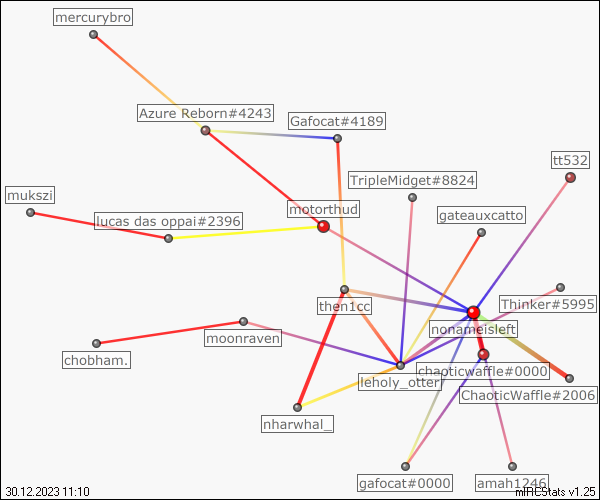 mercurybro
Azure Reborn#4243
Gafocat#4189
tt532
TripleMidget#8824
mukszi
motorthud
gateauxcatto
lucas das oppai#2396
then1cc
Thinker#5995
nonameisleft
moonraven
chobham.
chaoticwaffle#0000
leholy_otter
ChaoticWaffle#2006
nharwhal_
gafocat#0000
amah1246
30.12.2023 11:10
mIRCStats v1.25